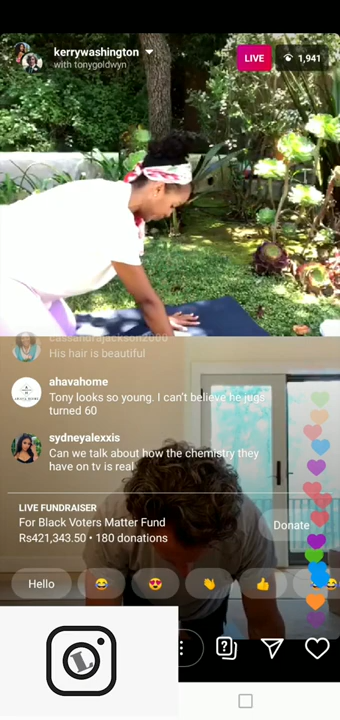 kerrywashington
with tonygoldwyn
LIVE
1,941
cassandrajackson2000
His hair is beautiful
ahavahome
Tony looks so young. I can't believe he jugs
turned 60
sydneyalexxis
Can we talk about how the chemistry they
have on tv is real
LIVE FUNDRAISER
For Black Voters Matter Fund
Rs421,343.50 • 180 donations
Donate
Hello
L